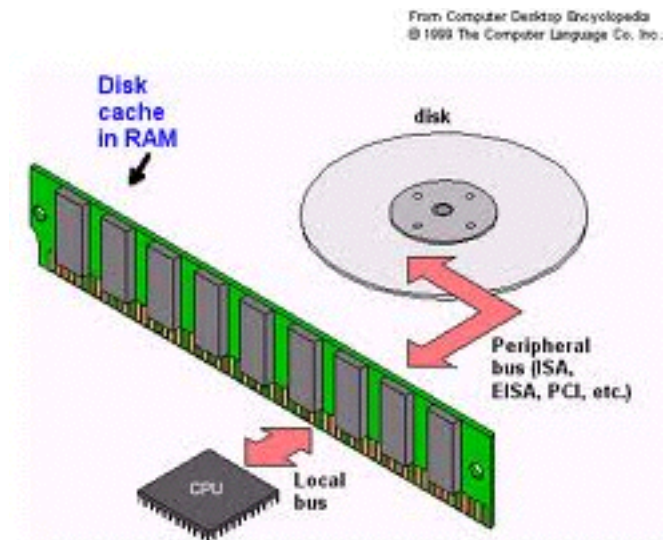 From Computer Desktop Encyclopedia
© 1999 The Computer Language Co. Inc.
Disk
cache
in RAM
disk
Peripheral
bus (ISA,
EISA, PCI, etc.)
Local
bus
CPU